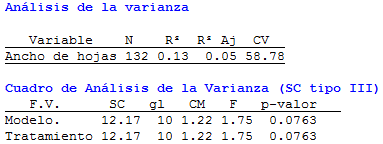 Análisis de la varianza
Variable N R² R² Aj CV
Ancho de hojas 132 0.13 0.05 58.78
Cuadro de Análisis de la Varianza (SC tipo III)
F.V. SC gl CM F p-valor
Modelo. 12.17 10 1.22 1.75 0.0763
Tratamiento 12.17 10 1.22 1.75 0.0763